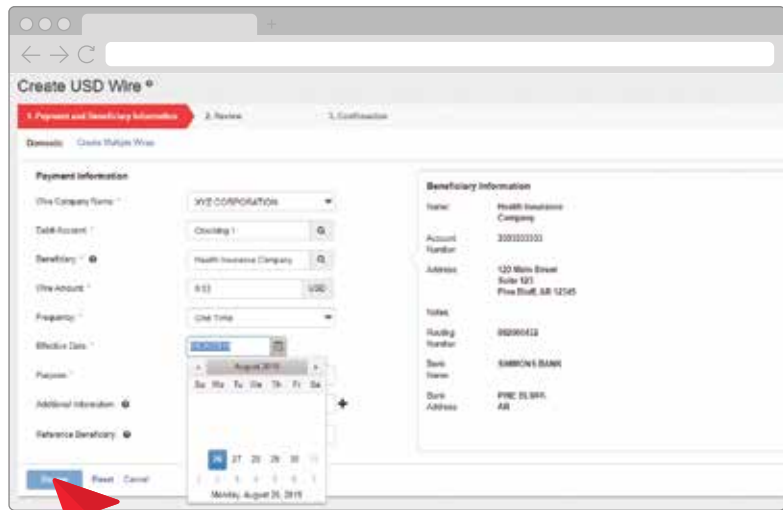 Create USD Wire
1. Payment and Beneficiary Information
2. Review
3. Confirmation
Domestic Create Multiple Wires
Payment Information
Wire Company Name *
XYZ CORPORATION
Debit Account *
Checking 1
Beneficiary *
Health Insurance Company
Wire Amount *
USD
Frequency *
One Time
Effective Date *
August 2019
Su Mo Tu We Th Fr Sa
26 27 28 29 30
Monday, August 26, 2019
Purpose *
Additional Information
Reference Beneficiary
Reset Cancel
Beneficiary Information
Name:
Health Insurance
Company
Account
Number
Address
120 Main Street
Suite 123
Pine Bluff, AR 12345
Notes:
Routing
Number
Bank
Name
SIMMONS BANK
Bank
Address
PINE BLUFF,
AR